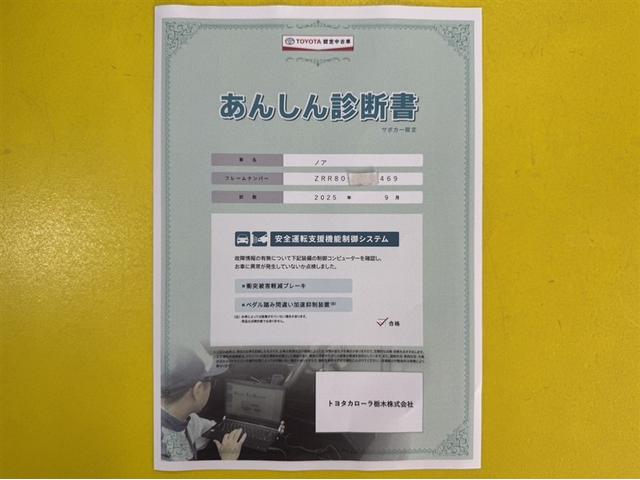 TOYOTA 認定中古車
あんしん診断書
サポカー限定
車名 ノア
フレームナンバー ZRR80 469
診断 2025 年 9 月
安全運転支援機能制御システム
故障情報の有無について下記装備の制御コンピューターを確認し、
お車に異常が発生していないか点検しました。
●衝突被害軽減ブレーキ
●ペダル踏み間違い加速抑制装置(注)
合格
トヨタカローラ栃木株式会社